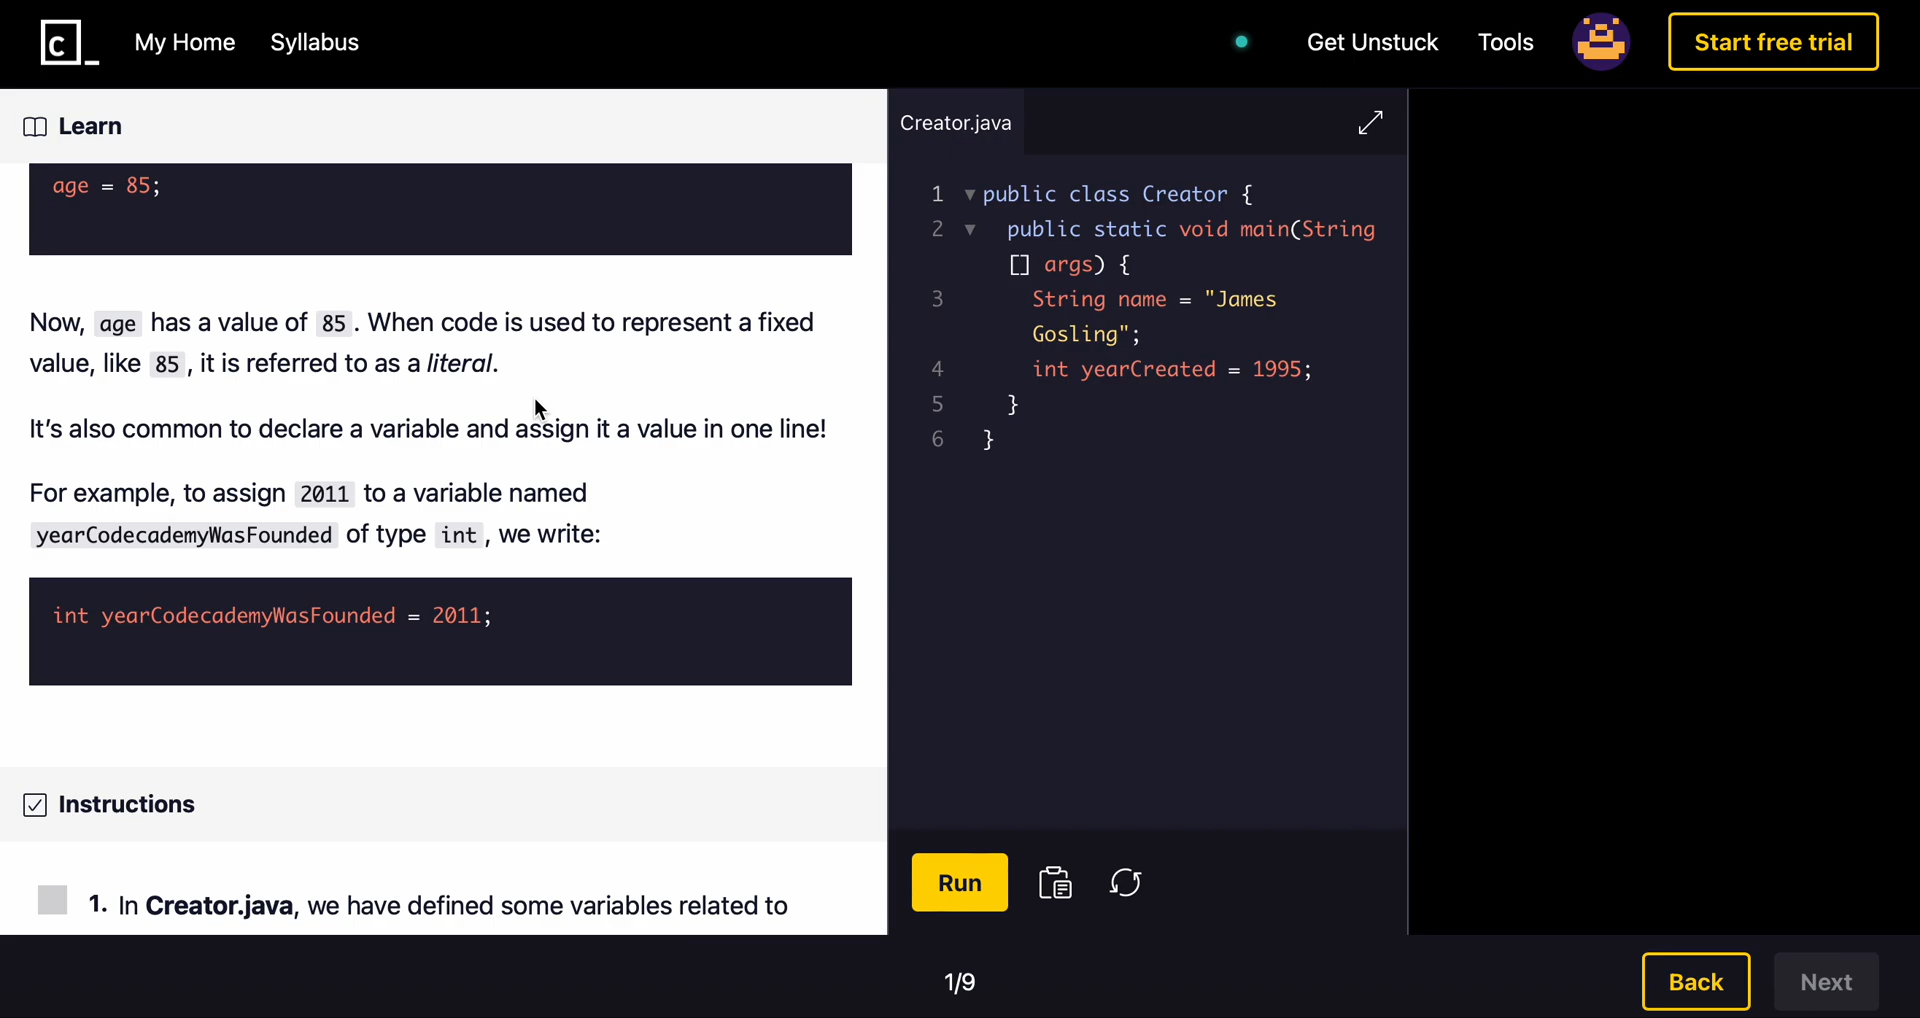 c_ My Home Syllabus Get Unstuck Tools Start free trial
Learn
age = 85;
Now, age has a value of 85. When code is used to represent a fixed
value, like 85, it is referred to as a literal.
It’s also common to declare a variable and assign it a value in one line!
For example, to assign 2011 to a variable named
yearCodecademyWasFounded of type int, we write:
int yearCodecademyWasFounded = 2011;
Instructions
1. In Creator.java, we have defined some variables related to
Creator.java
1 public class Creator {
2 public static void main(String
[] args) {
3 String name = "James
Gosling";
4 int yearCreated = 1995;
5 }
6 }
Run
1/9
Back Next